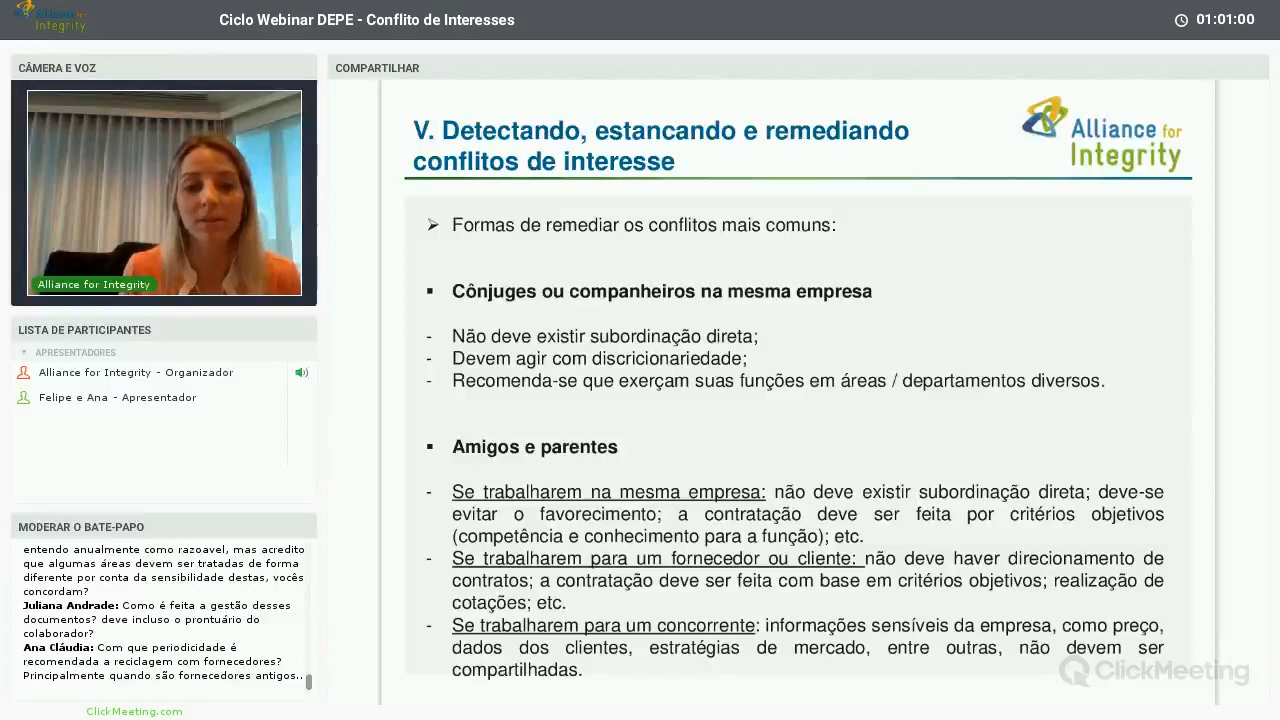 Alliance for
Integrity
Ciclo Webinar DEPE - Conflito de Interesses
01:01:00
CÂMERA E VOZ
Alliance for Integrity
LISTA DE PARTICIPANTES
APRESENTADORES
Alliance for Integrity - Organizador
Felipe e Ana - Apresentador
MODERAR O BATE-PAPO
entendo anualmente como razoavel, mas acredito
que algumas áreas devem ser tratadas de forma
diferente por conta da sensibilidade destas, vocês
concordam?
Juliana Andrade: Como é feita a gestão desses
documentos? deve incluso o prontuário do
colaborador?
Ana Cláudia: Com que periodicidade é
recomendada a reciclagem com fornecedores?
Principalmente quando são fornecedores antigos..
ClickMeeting.com
COMPARTILHAR
V. Detectando, estancando e remediando
conflitos de interesse
Alliance for
Integrity
Formas de remediar os conflitos mais comuns:
Cônjuges ou companheiros na mesma empresa
- Não deve existir subordinação direta;
- Devem agir com discricionariedade;
- Recomenda-se que exerçam suas funções em áreas / departamentos diversos.
Amigos e parentes
- Se trabalharem na mesma empresa: não deve existir subordinação direta; deve-se
evitar o favorecimento; a contratação deve ser feita por critérios objetivos
(competência e conhecimento para a função); etc.
- Se trabalharem para um fornecedor ou cliente: não deve haver direcionamento de
contratos; a contratação deve ser feita com base em critérios objetivos; realização de
cotações; etc.
- Se trabalharem para um concorrente: informações sensíveis da empresa, como preço,
dados dos clientes, estratégias de mercado, entre outras, não devem ser
compartilhadas.
ClickMeeting